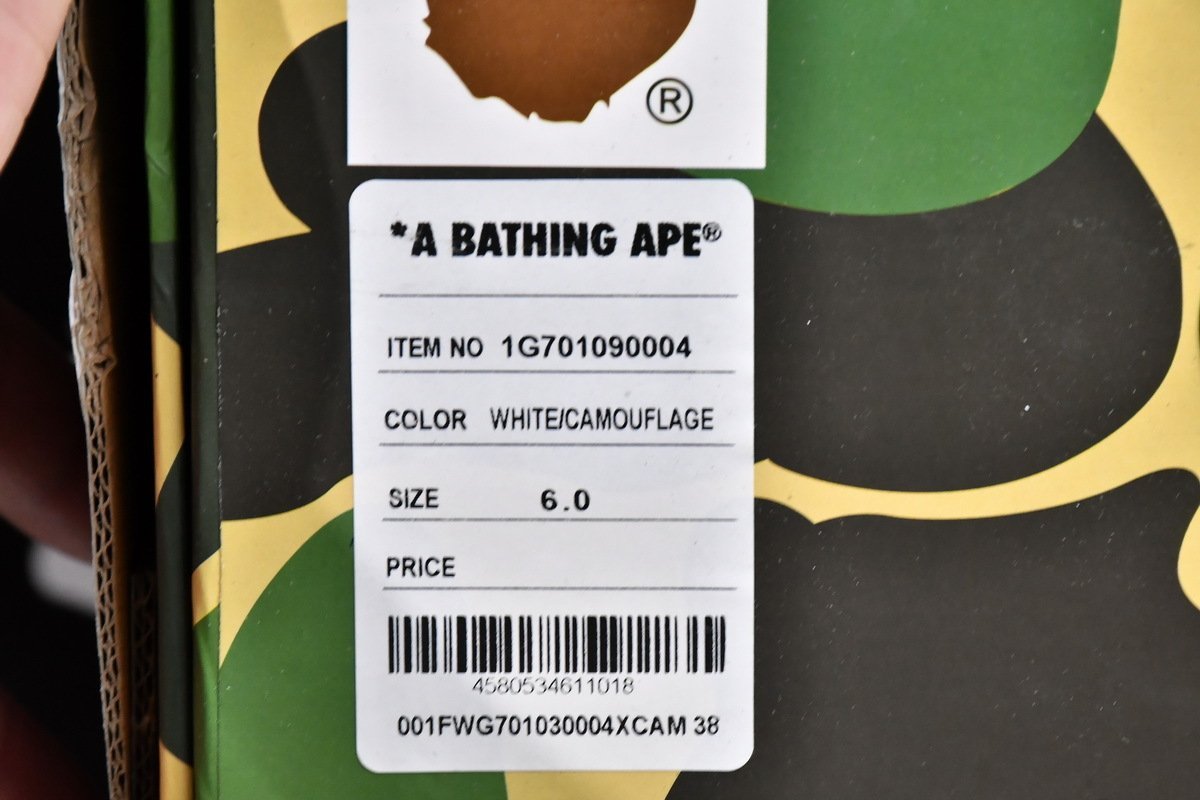 ®
*A BATHING APE®
ITEM NO 1G701090004
COLOR WHITE/CAMOUFLAGE
SIZE 6.0
PRICE
4580534611018
001FWG701030004XCAM 38